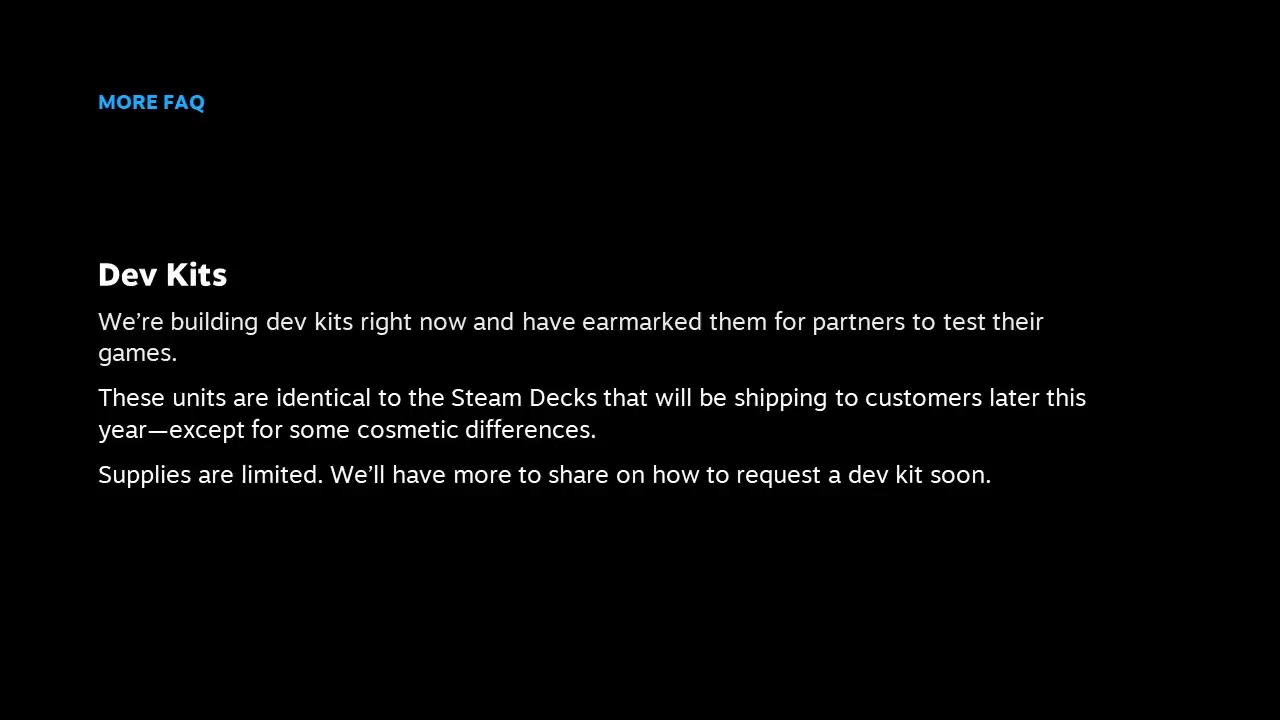 MORE FAQ
Dev Kits
We’re building dev kits right now and have earmarked them for partners to test their
games.
These units are identical to the Steam Decks that will be shipping to customers later this
year—except for some cosmetic differences.
Supplies are limited. We’ll have more to share on how to request a dev kit soon.